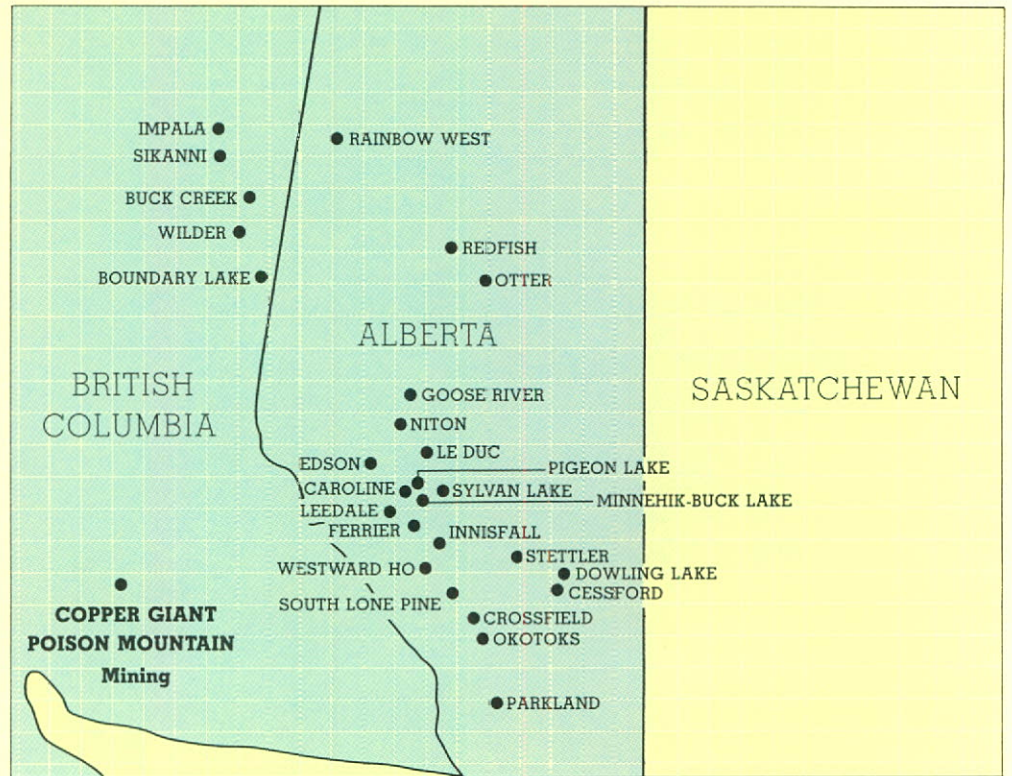 IMPALA
RAINBOW WEST
SIKANNI
BUCK CREEK
WILDER
REDFISH
BOUNDARY LAKE
OTTER
ALBERTA
BRITISH
COLUMBIA
SASKATCHEWAN
GOOSE RIVER
NITON
LE DUC
EDSON
PIGEON LAKE
CAROLINE
SYLVAN LAKE
MINNEHIK-BUCK LAKE
LEEDALE
FERRIER
INNISFALL
STETTLER
WESTWARD HO
DOWLING LAKE
CESSFORD
SOUTH LONE PINE
COPPER GIANT
POISON MOUNTAIN
Mining
CROSSFIELD
OKOTOKS
PARKLAND